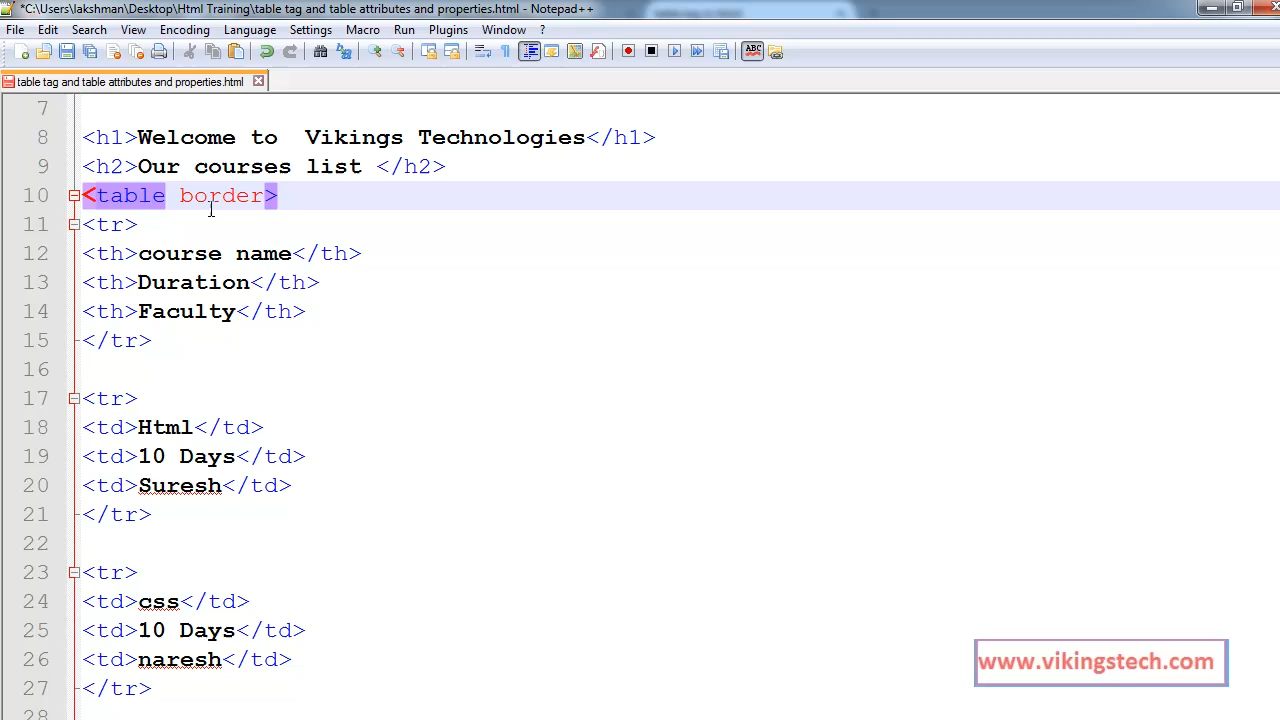 *C:\Users\lakshman\Desktop\Html Training\table tag and table attributes and properties.html - Notepad++
File Edit Search View Encoding Language Settings Macro Run Plugins Window ?
ABC
table tag and table attributes and properties.html
7
8 <h1>Welcome to  Vikings Technologies</h1>
9 <h2>Our courses list </h2>
10 <table border>
11 <tr>
12 <th>course name</th>
13 <th>Duration</th>
14 <th>Faculty</th>
15 </tr>
16
17 <tr>
18 <td>Html</td>
19 <td>10 Days</td>
20 <td>Suresh</td>
21 </tr>
22
23 <tr>
24 <td>css</td>
25 <td>10 Days</td>
26 <td>naresh</td>
27 </tr>
28
www.vikingstech.com